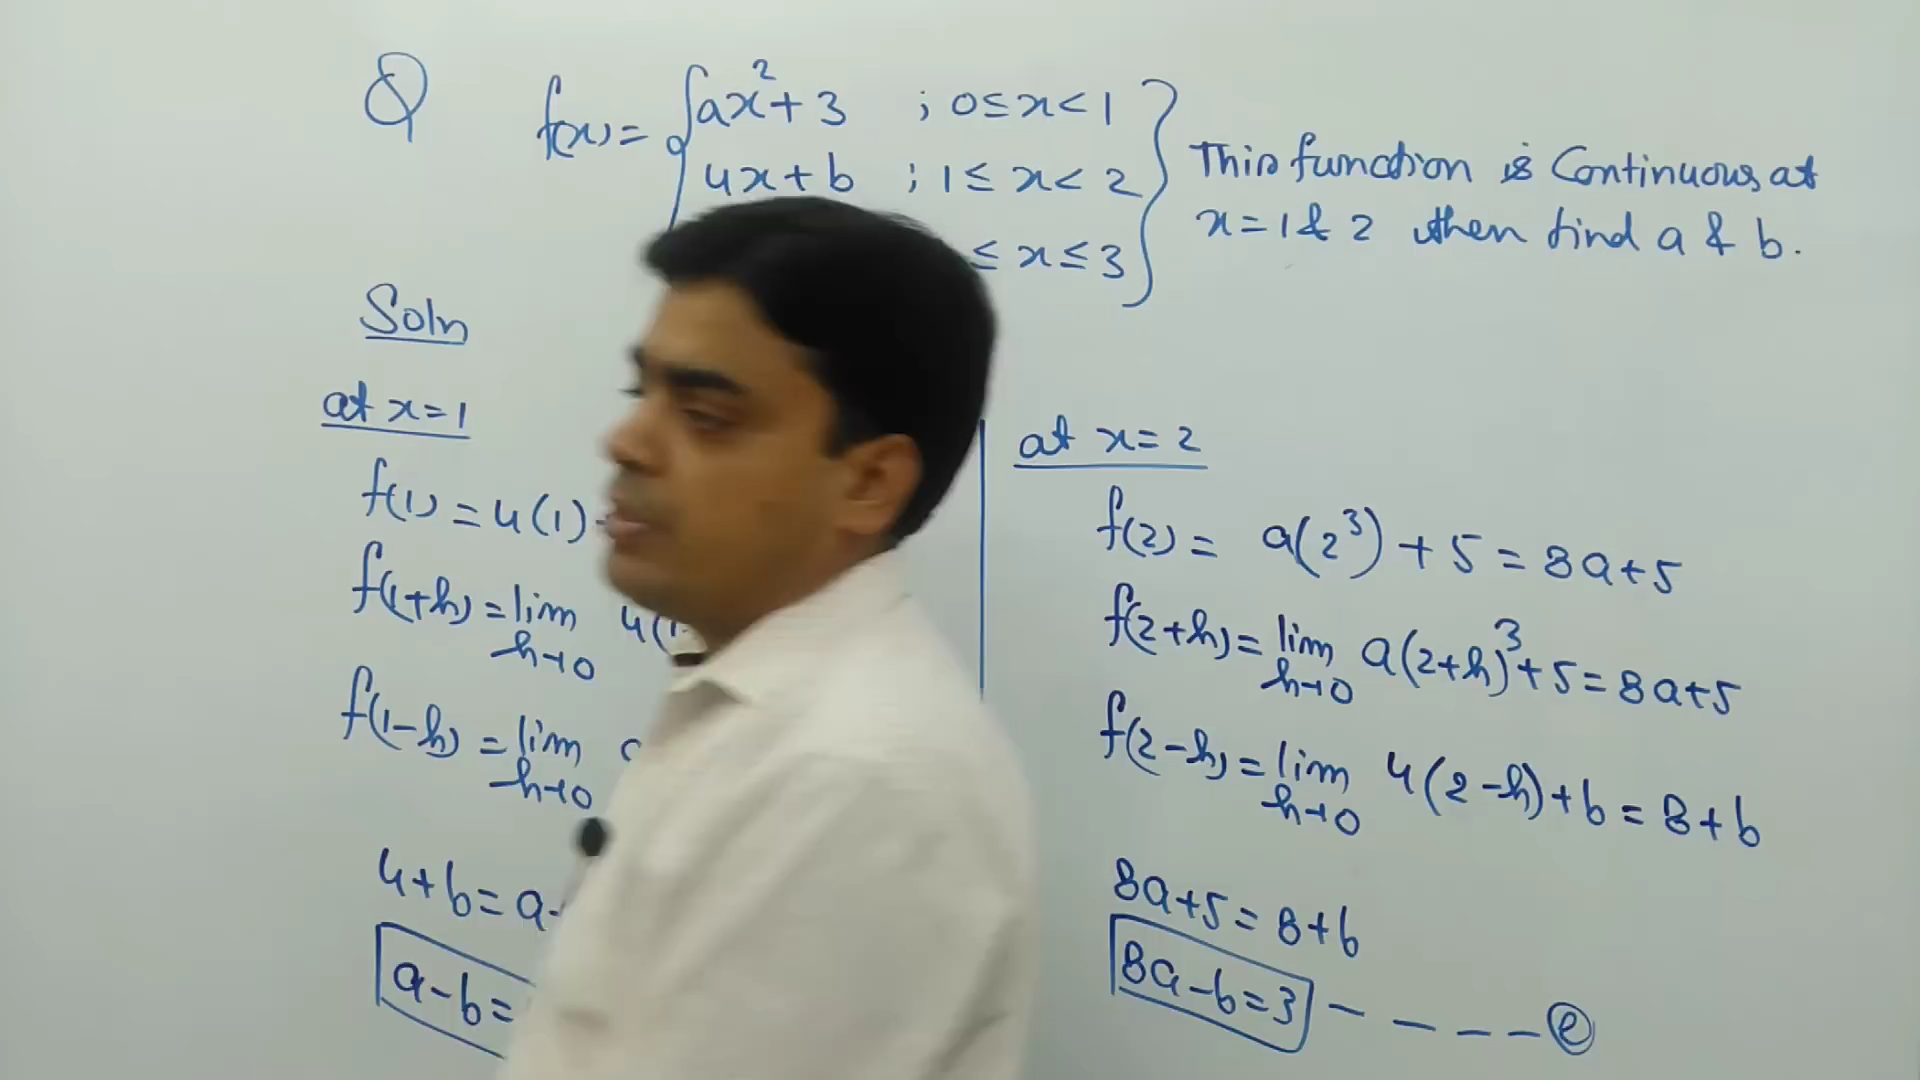 Q f(x) = { ax² + 3 ; 0 ≤ x < 1
4x + b ; 1 ≤ x < 2
≤ x ≤ 3 }
This function is Continuous at
x = 1 & 2 then find a & b.
Soln
at x = 1
f(1) = 4(1)
f(1+h) = lim h→0 4(1
f(1-h) = lim h→0
4 + b = a
a - b =
at x = 2
f(2) = a(2³) + 5 = 8a + 5
f(2+h) = lim h→0 a(2+h)³ + 5 = 8a + 5
f(2-h) = lim h→0 4(2-h) + b = 8 + b
8a + 5 = 8 + b
8a - b = 3 - - - -